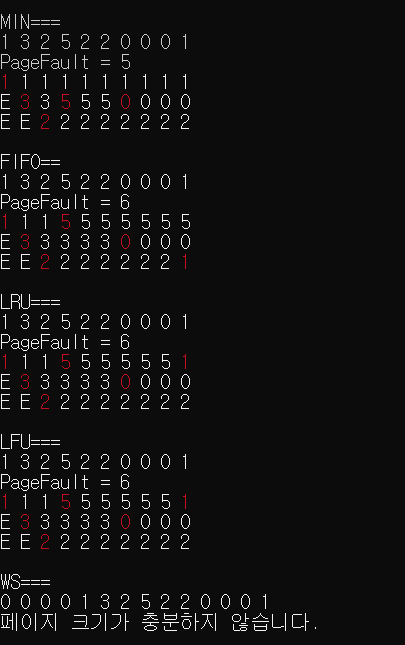 MIN===
1 3 2 5 2 2 0 0 0 1
PageFault = 5
1 1 1 1 1 1 1 1 1 1
E 3 3 5 5 5 0 0 0 0
E E 2 2 2 2 2 2 2 2
FIFO==
1 3 2 5 2 2 0 0 0 1
PageFault = 6
1 1 1 5 5 5 5 5 5 5
E 3 3 3 3 3 0 0 0 0
E E 2 2 2 2 2 2 2 1
LRU===
1 3 2 5 2 2 0 0 0 1
PageFault = 6
1 1 1 5 5 5 5 5 5 1
E 3 3 3 3 3 0 0 0 0
E E 2 2 2 2 2 2 2 2
LFU===
1 3 2 5 2 2 0 0 0 1
PageFault = 6
1 1 1 5 5 5 5 5 5 1
E 3 3 3 3 3 0 0 0 0
E E 2 2 2 2 2 2 2 2
WS===
0 0 0 0 1 3 2 5 2 2 0 0 0 1
페이지 크기가 충분하지 않습니다.